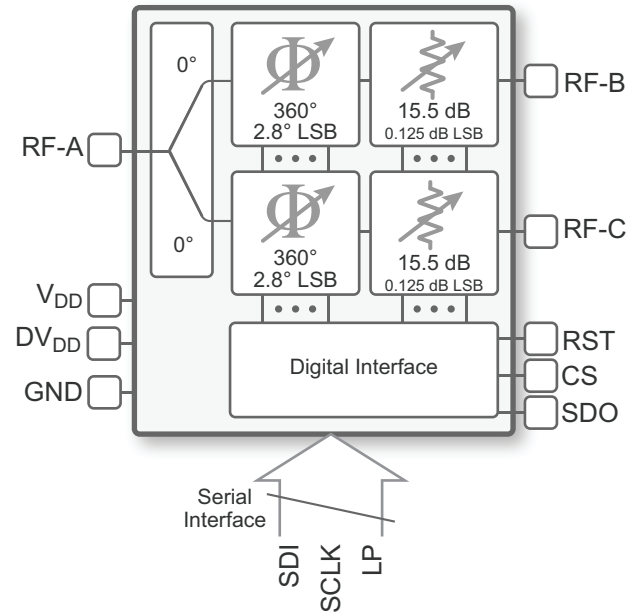 0°
Φ
360°
2.8° LSB
15.5 dB
0.125 dB LSB
RF-B
RF-A
0°
Φ
360°
2.8° LSB
15.5 dB
0.125 dB LSB
RF-C
VDD
DVDD
GND
Digital Interface
RST
CS
SDO
Serial
Interface
SDI
SCLK
LP